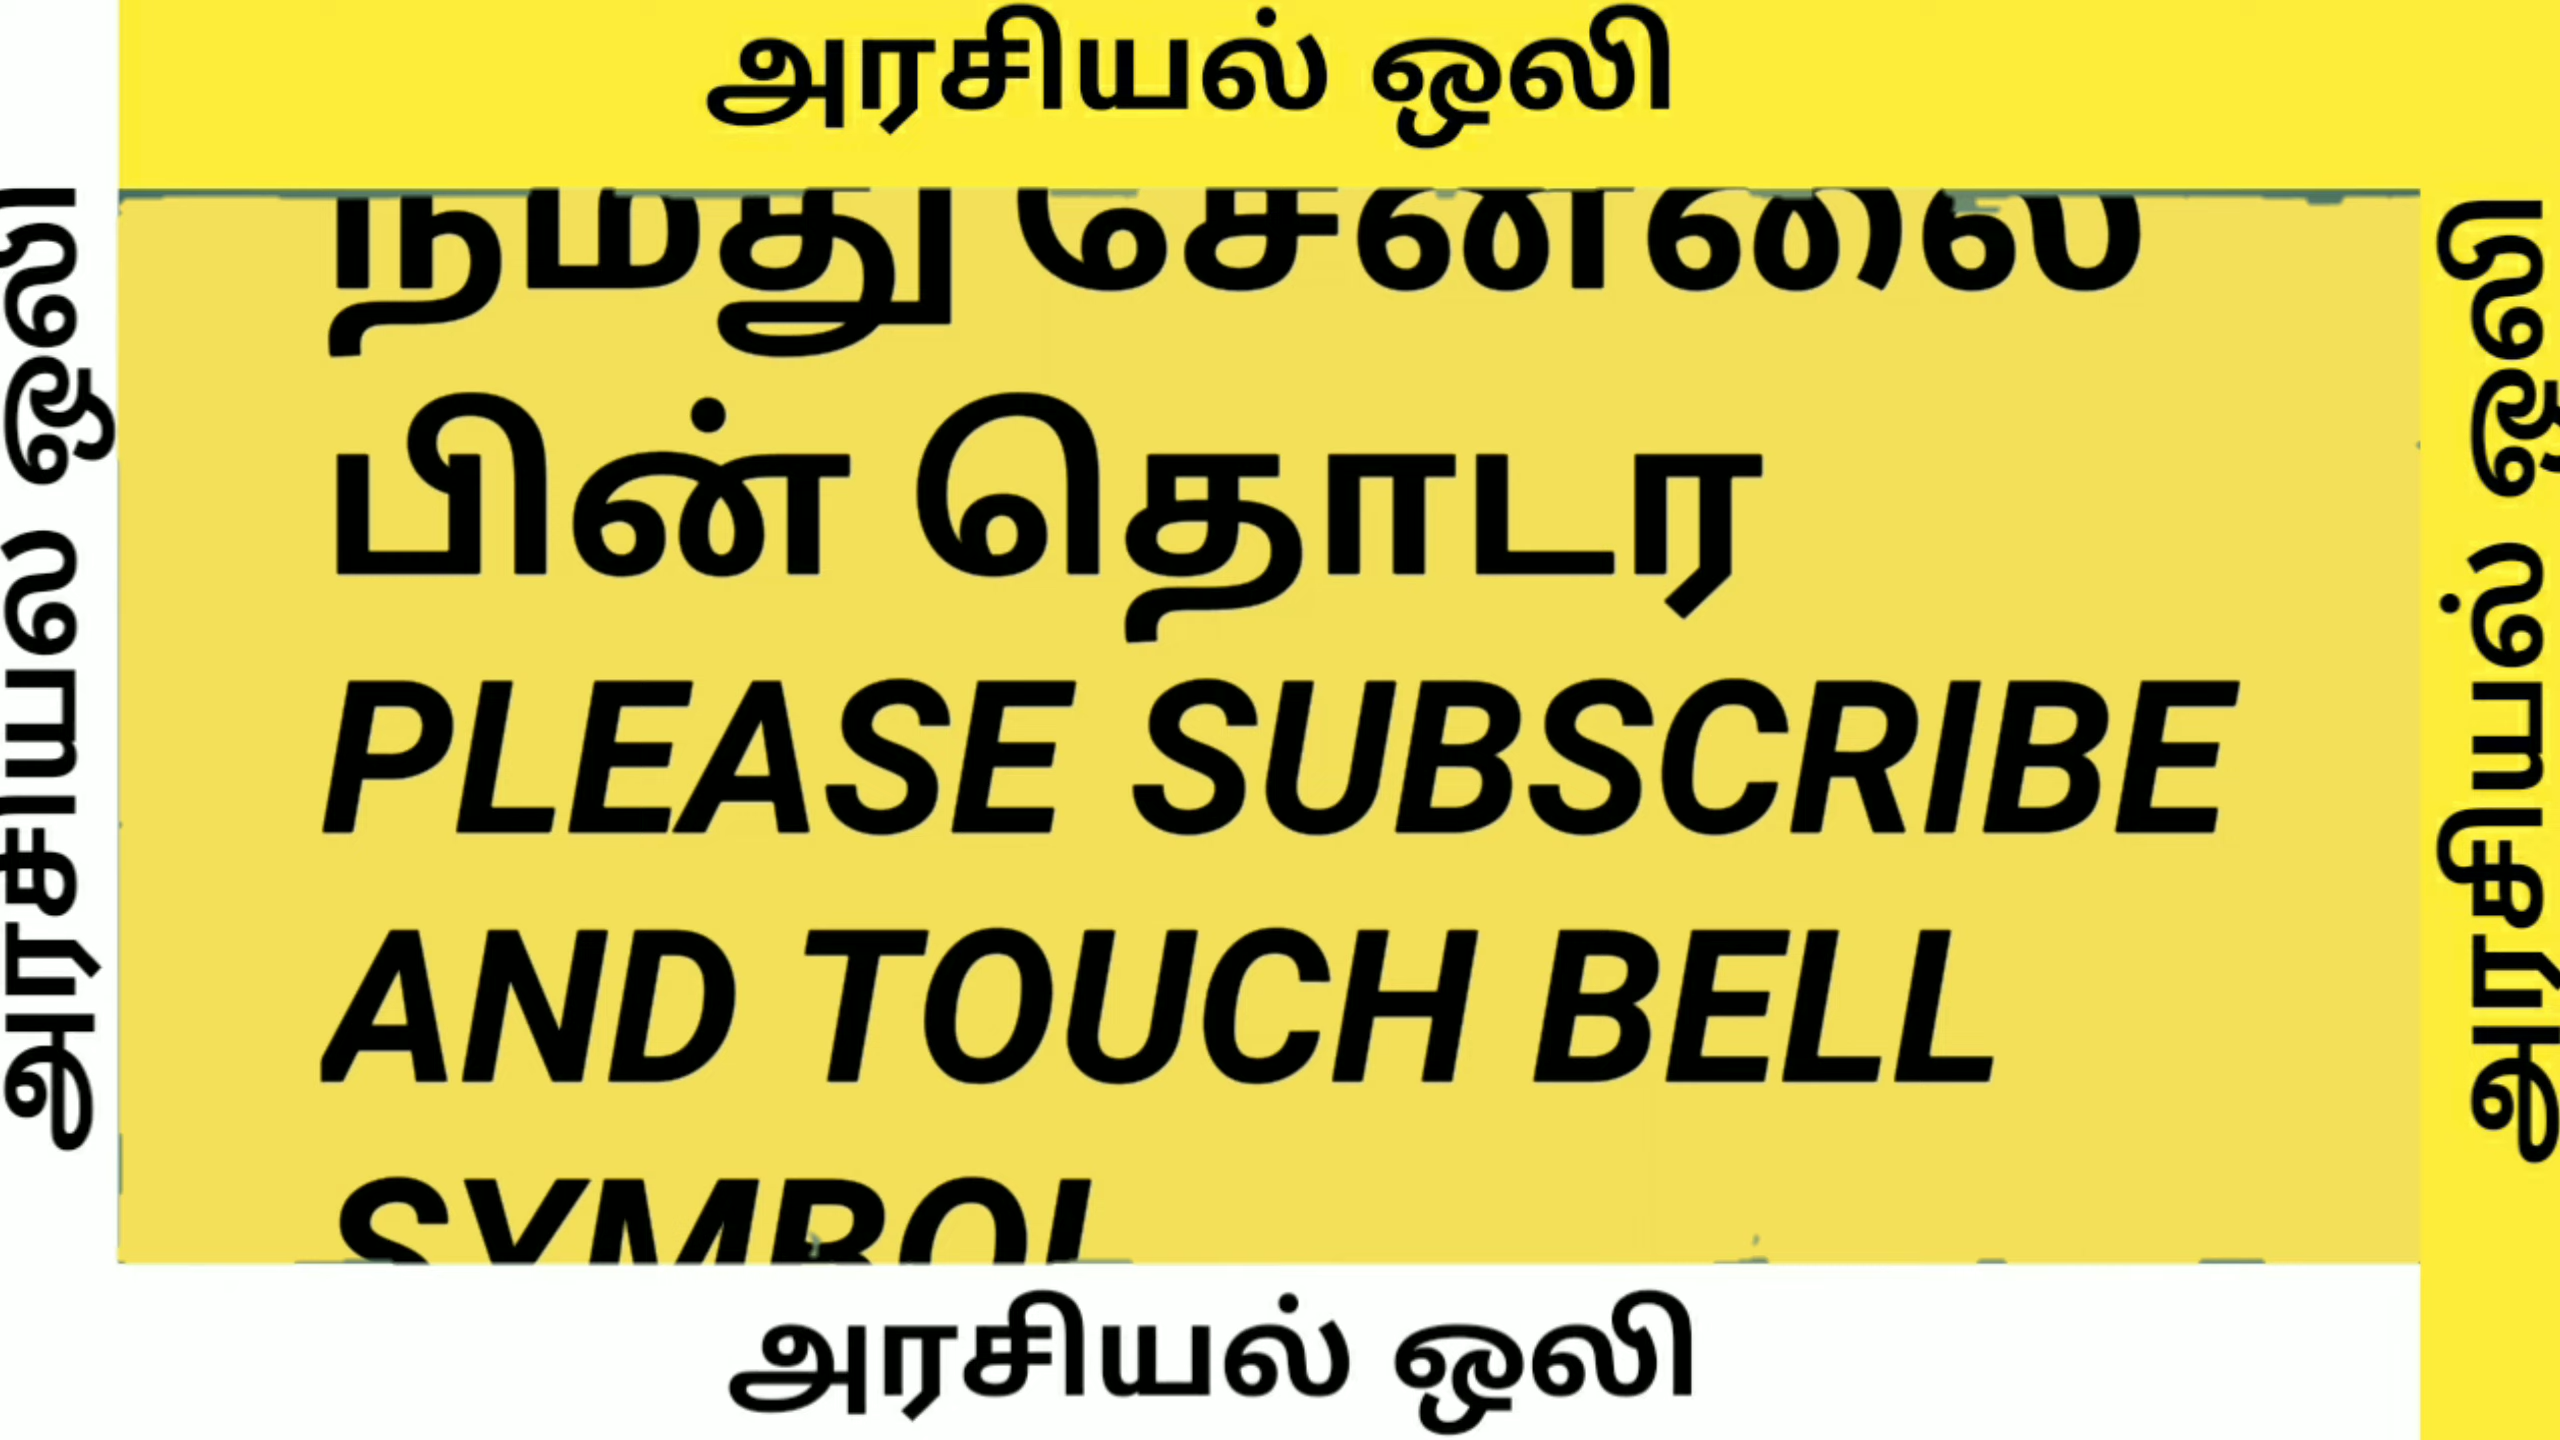 அரசியல் ஒலி
நமது சேனலை
பின் தொடர
PLEASE SUBSCRIBE
AND TOUCH BELL
SYMBOL
அரசியல் ஒலி
அரசியல் ஒலி
அரசியல் ஒலி